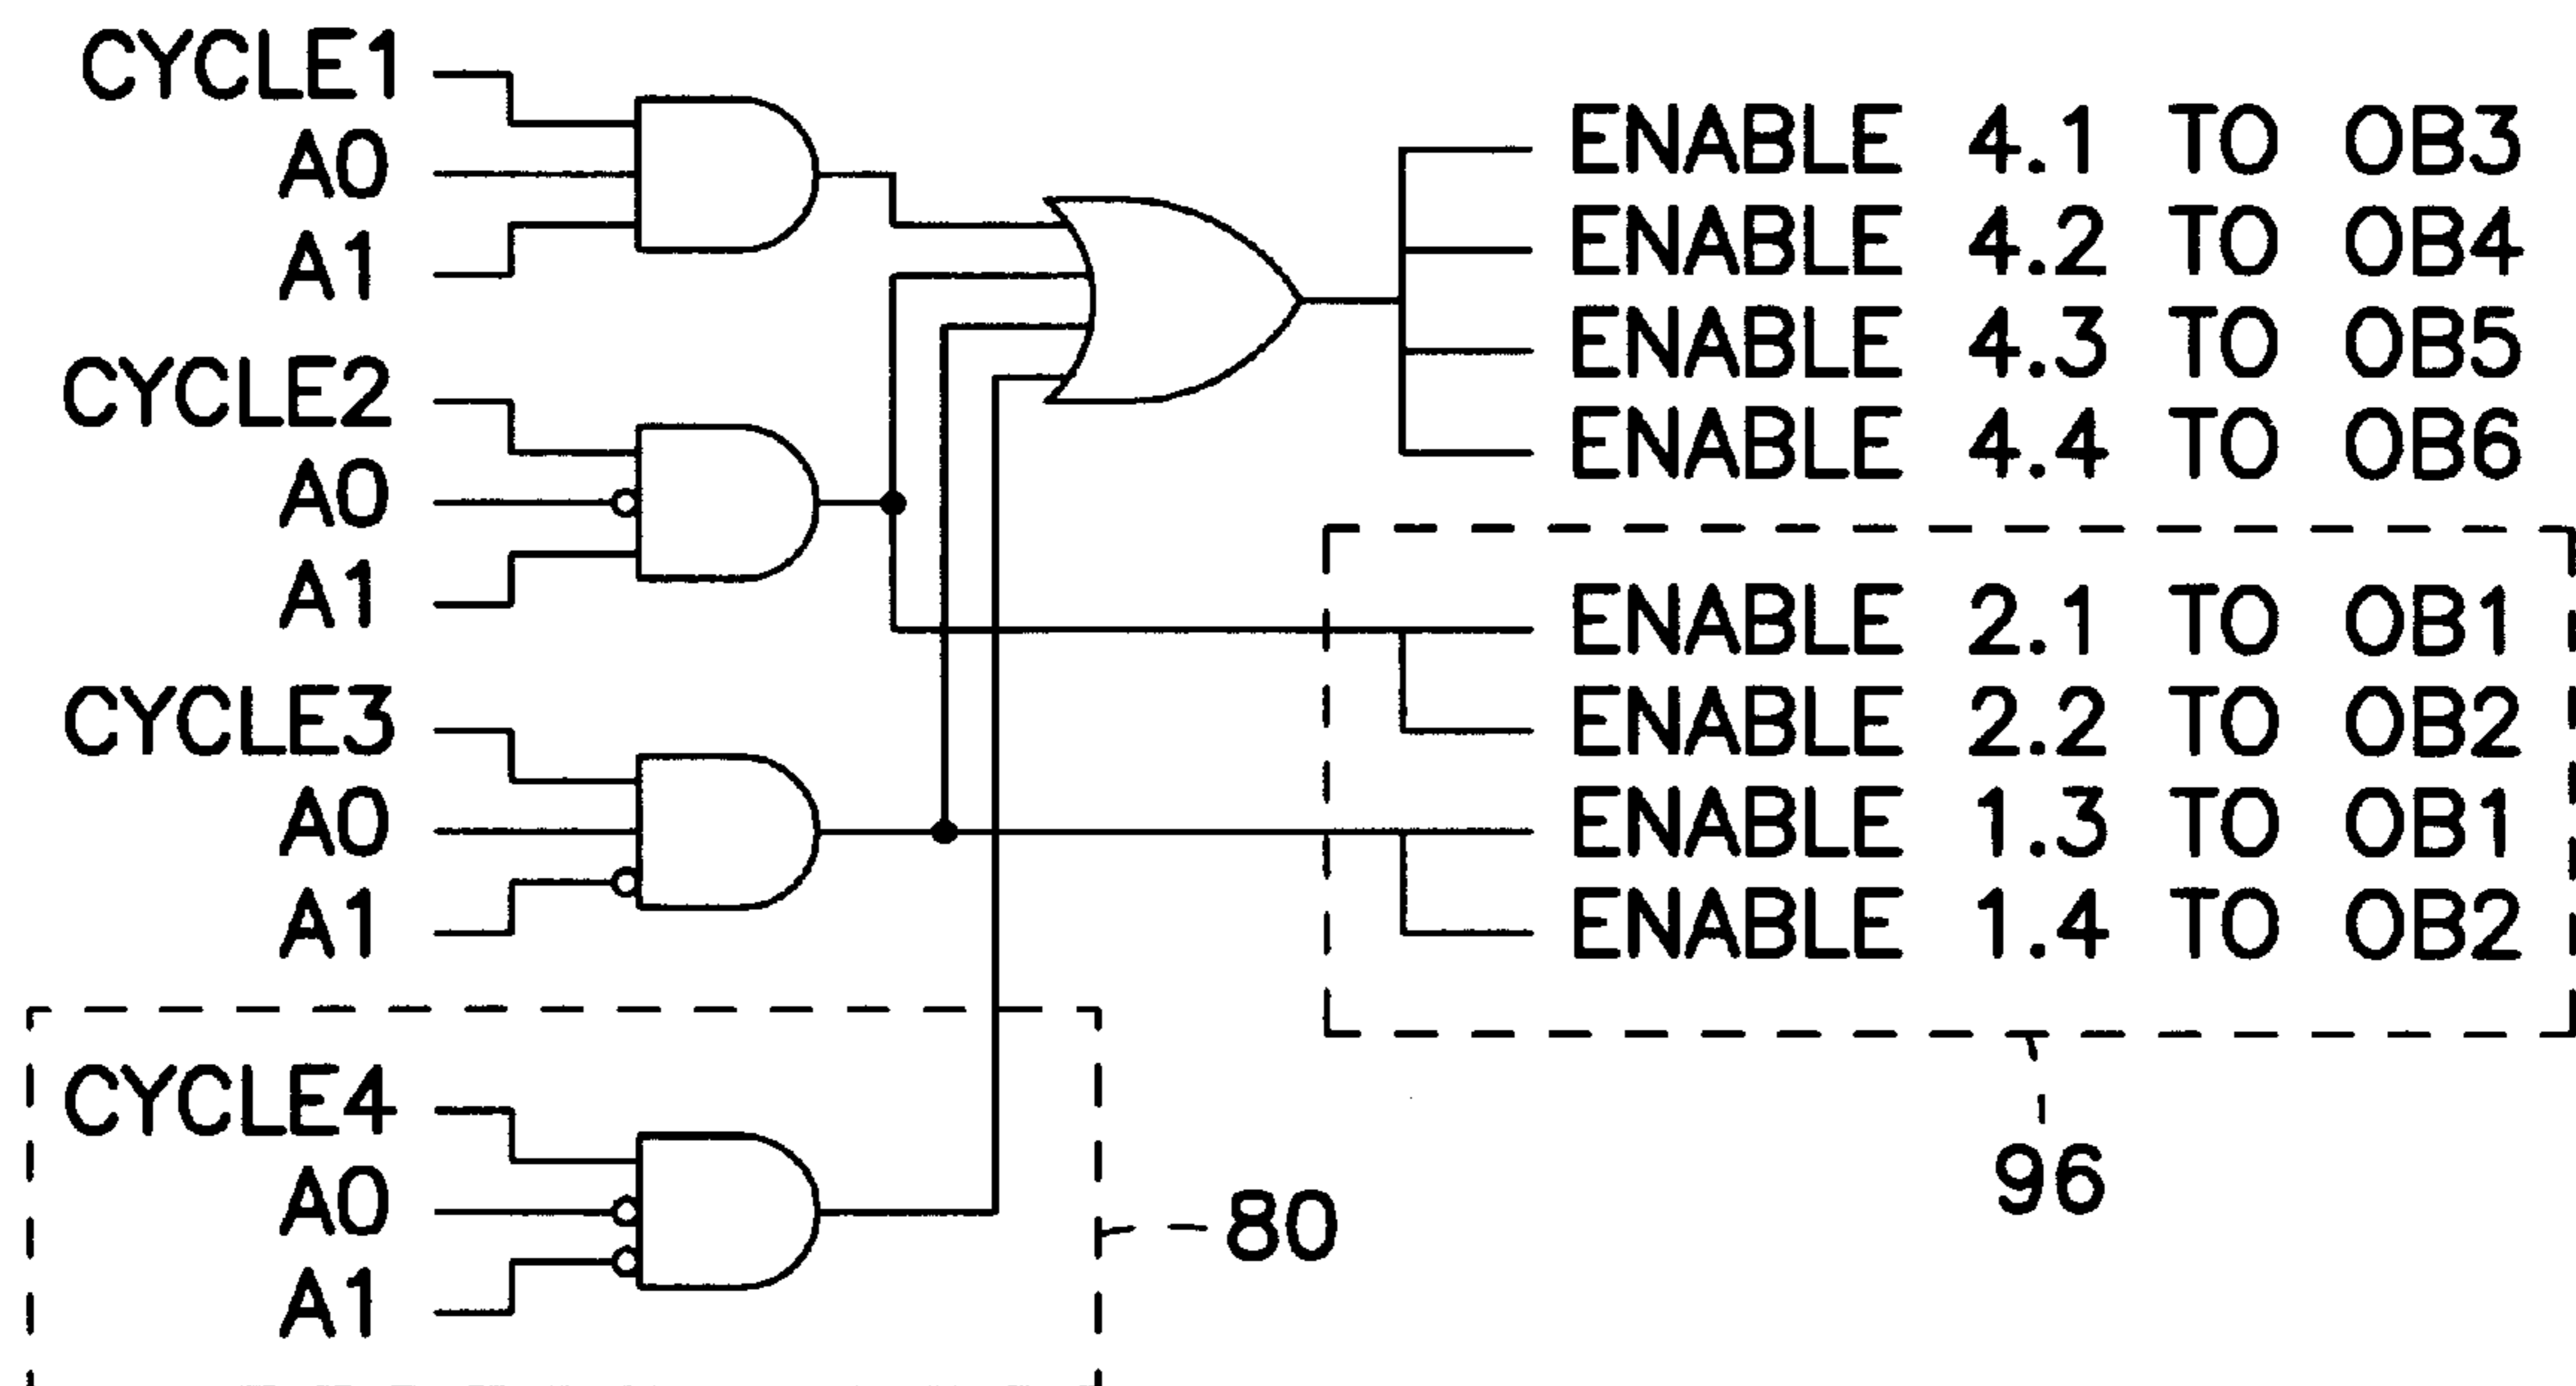 CYCLE1
A0
A1
CYCLE2
A0
A1
CYCLE3
A0
A1
CYCLE4
A0
A1
80
ENABLE 4.1 TO OB3
ENABLE 4.2 TO OB4
ENABLE 4.3 TO OB5
ENABLE 4.4 TO OB6
ENABLE 2.1 TO OB1
ENABLE 2.2 TO OB2
ENABLE 1.3 TO OB1
ENABLE 1.4 TO OB2
96